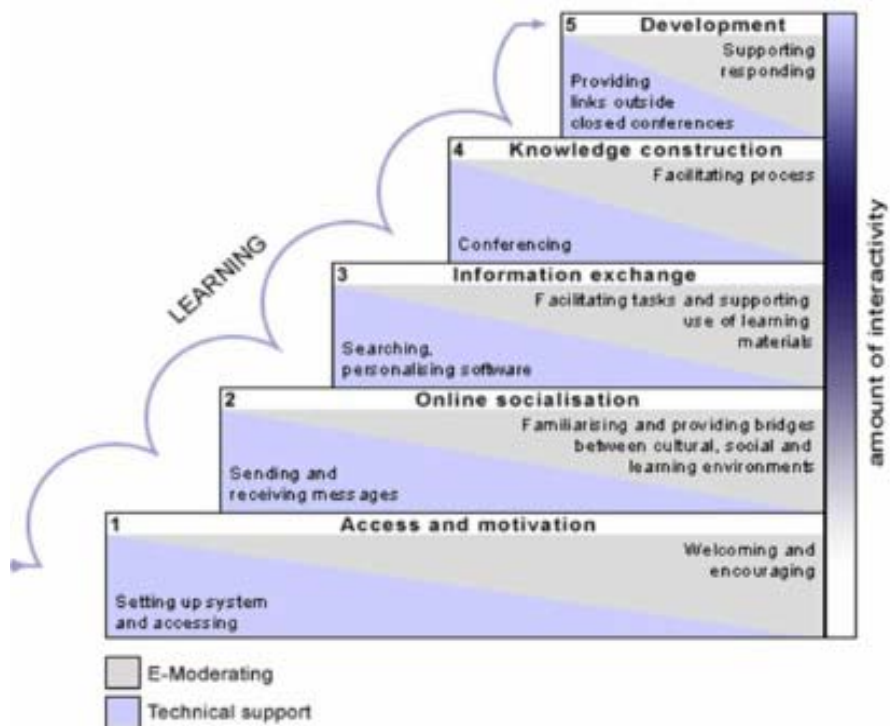 5 Development
Supporting
responding
Providing
links outside
closed conferences
4 Knowledge construction
Facilitating process
Conferencing
3 Information exchange
Facilitating tasks and supporting
use of learning
materials
Searching,
personalising software
2 Online socialisation
Familiarising and providing bridges
between cultural, social and
learning environments
Sending and
receiving messages
1 Access and motivation
Welcoming and
encouraging
Setting up system
and accessing
LEARNING
amount of interactivity
E-Moderating
Technical support